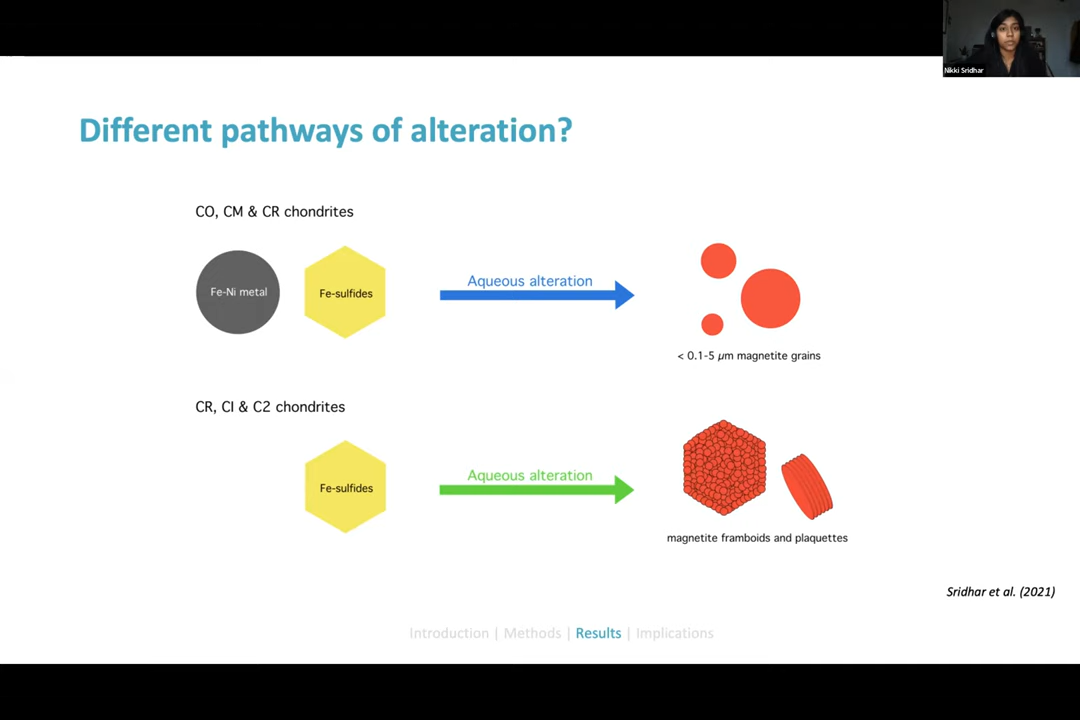 Nikki Sridhar
Different pathways of alteration?
CO, CM & CR chondrites
Fe-Ni metal
Fe-sulfides
Aqueous alteration
< 0.1-5 µm magnetite grains
CR, CI & C2 chondrites
Fe-sulfides
Aqueous alteration
magnetite framboids and plaquettes
Sridhar et al. (2021)
Introduction | Methods | Results | Implications